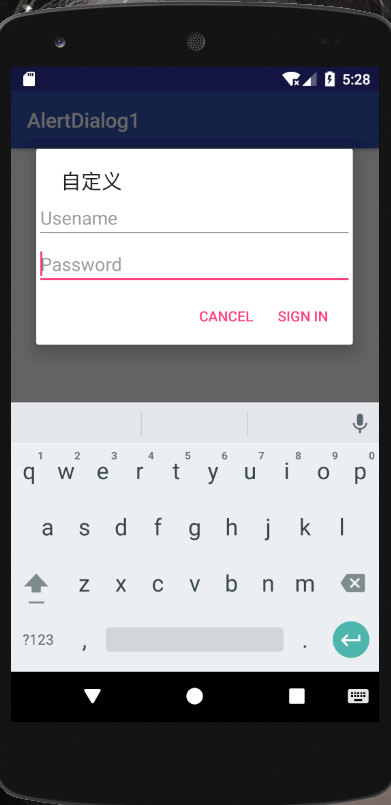 5:28
AlertDialog1
自定义
Usename
Password
CANCEL SIGN IN
1 2 3 4 5 6 7 8 9 0
q w e r t y u i o p
a s d f g h j k l
z x c v b n m
?123 , .